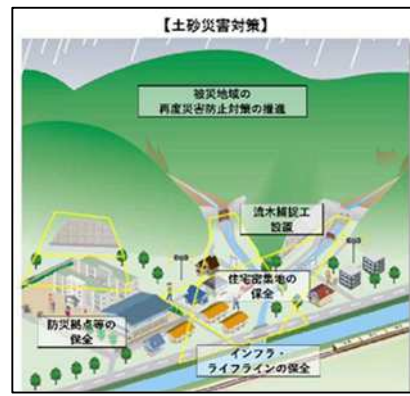 【土砂災害対策】
被災地域の
再度災害防止対策の推進
流木捕捉工
設置
住宅密集地の
保全
防災拠点等の
保全
インフラ・
ライフラインの保全